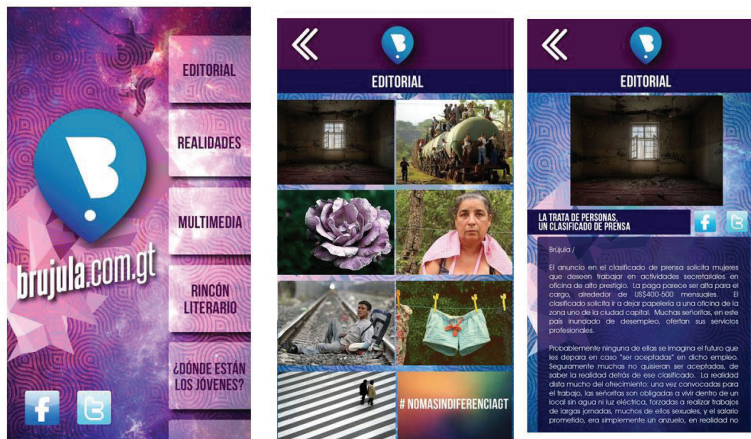 EDITORIAL
REALIDADES
MULTIMEDIA
RINCÓN
LITERARIO
¿DÓNDE ESTÁN
LOS JÓVENES?
B
brujula.com.gt
EDITORIAL
# NOMASINDIFERENCIAGT
EDITORIAL
LA TRATA DE PERSONAS,
UN CLASIFICADO DE PRENSA
Brújula /
El anuncio en el clasificado de prensa solicita mujeres
que deseen trabajar en actividades secretariales en
oficina de alto prestigio. La paga parece ser alta para el
cargo, alrededor de US$400-500 mensuales. El
clasificado solicita ir a dejar papelería a una oficina de la
zona uno de la ciudad capital. Muchas señoritas, en este
país inundado de desempleo, ofertan sus servicios
profesionales.
Probablemente ninguna de ellas se imagina el futuro que
les depara en caso "ser aceptadas" en dicho empleo.
Seguramente muchas no quisieran ser aceptadas, de
saber la realidad detrás de ese clasificado. La realidad
dista mucho del ofrecimiento: una vez convocadas para
el trabajo, las señoritas son obligadas a vivir dentro de un
local sin agua ni luz eléctrica, forzadas a realizar trabajos
de largas jornadas, muchos de ellos sexuales, y el salario
prometido, era simplemente un anzuelo, en realidad no